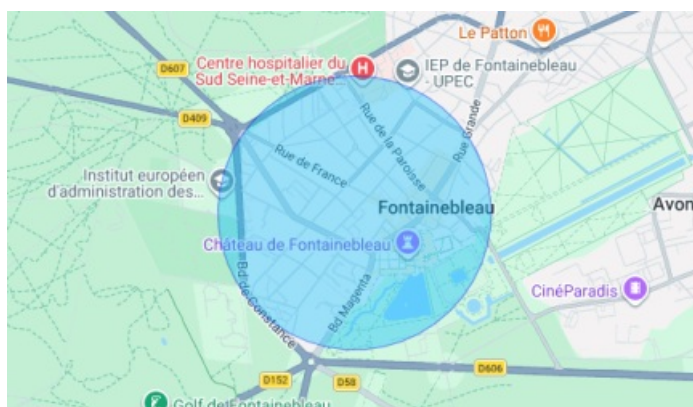 Le Patton
Centre hospitalier du
Sud Seine-et-Marne...
IEP de Fontainebleau
- UPEC
D607
D409
Rue de la Paroisse
Rue Grande
Rue de France
Institut européen
d'administration des...
Fontainebleau
Avon
Château de Fontainebleau
Bd de Constance
Bd Magenta
CinéParadis
D606
D152
D58
Golf de Fontainebleau